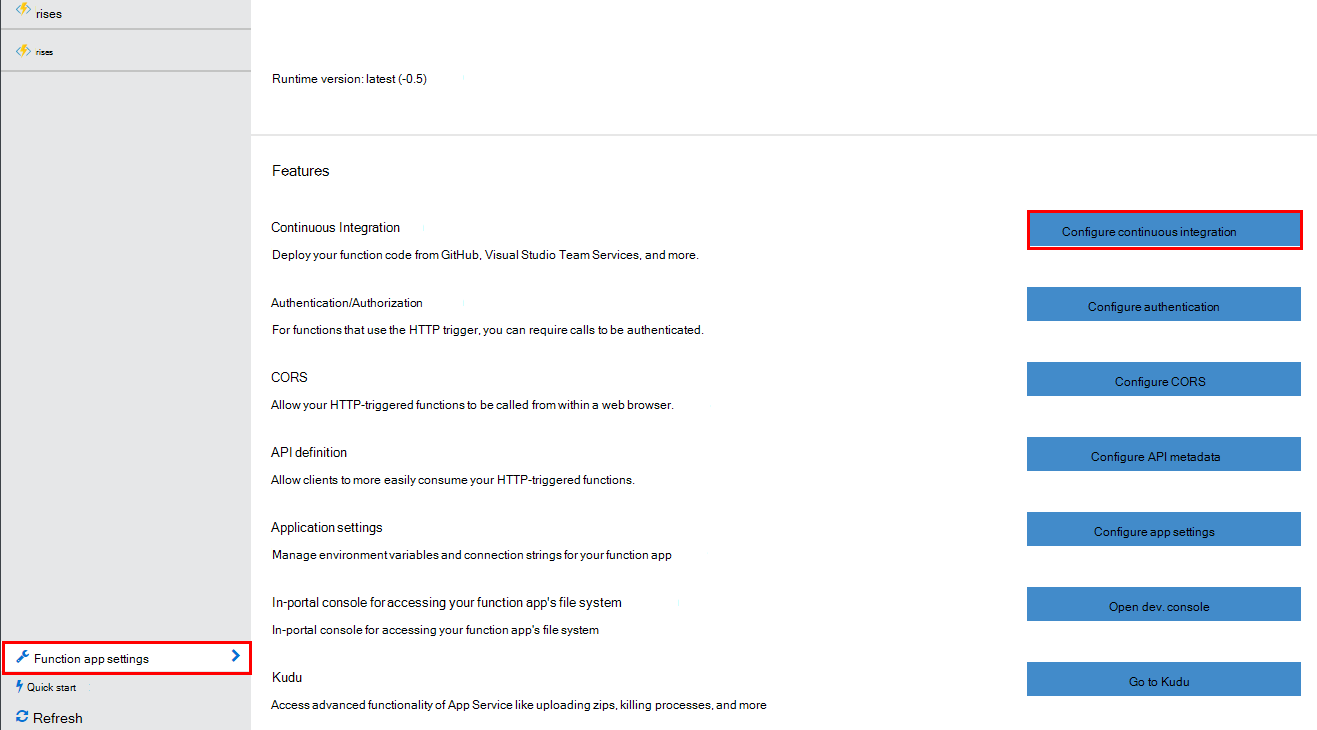 rises
rises
Runtime version: latest (-0.5)
Features
Continuous Integration
Configure continuous integration
Deploy your function code from GitHub, Visual Studio Team Services, and more.
Authentication/Authorization
Configure authentication
For functions that use the HTTP trigger, you can require calls to be authenticated.
CORS
Configure CORS
Allow your HTTP-triggered functions to be called from within a web browser.
API definition
Configure API metadata
Allow clients to more easily consume your HTTP-triggered functions.
Application settings
Configure app settings
Manage environment variables and connection strings for your function app
In-portal console for accessing your function app's file system
Open dev. console
In-portal console for accessing your function app's file system
Function app settings
Quick start
Refresh
Kudu
Go to Kudu
Access advanced functionality of App Service like uploading zips, killing processes, and more